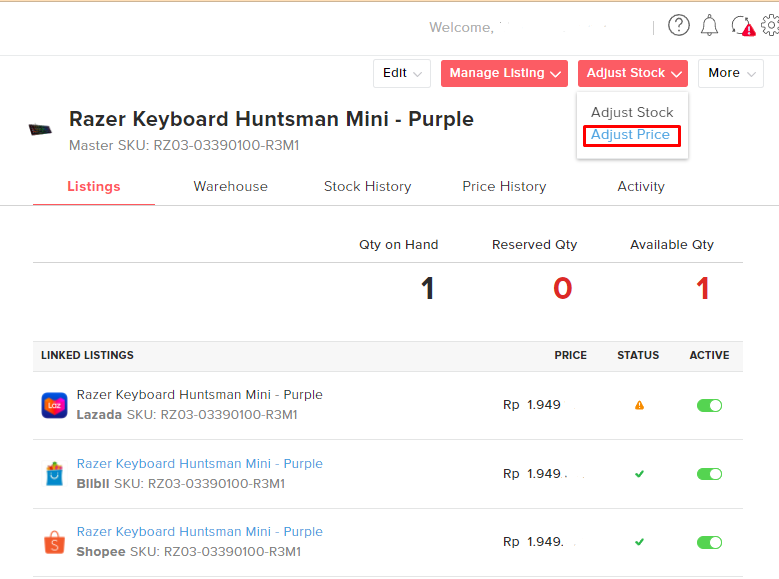 Welcome,
Edit
Manage Listing
Adjust Stock
More
Adjust Stock
Adjust Price
Razer Keyboard Huntsman Mini - Purple
Master SKU: RZ03-03390100-R3M1
Listings Warehouse Stock History Price History Activity
Qty on Hand Reserved Qty Available Qty
1 0 1
LINKED LISTINGS PRICE STATUS ACTIVE
Razer Keyboard Huntsman Mini - Purple
Laz
Lazada SKU: RZ03-03390100-R3M1
Rp 1.949
Razer Keyboard Huntsman Mini - Purple
Blibli SKU: RZ03-03390100-R3M1
Rp 1.949 .
Razer Keyboard Huntsman Mini - Purple
S
Shopee SKU: RZ03-03390100-R3M1
Rp 1.949.